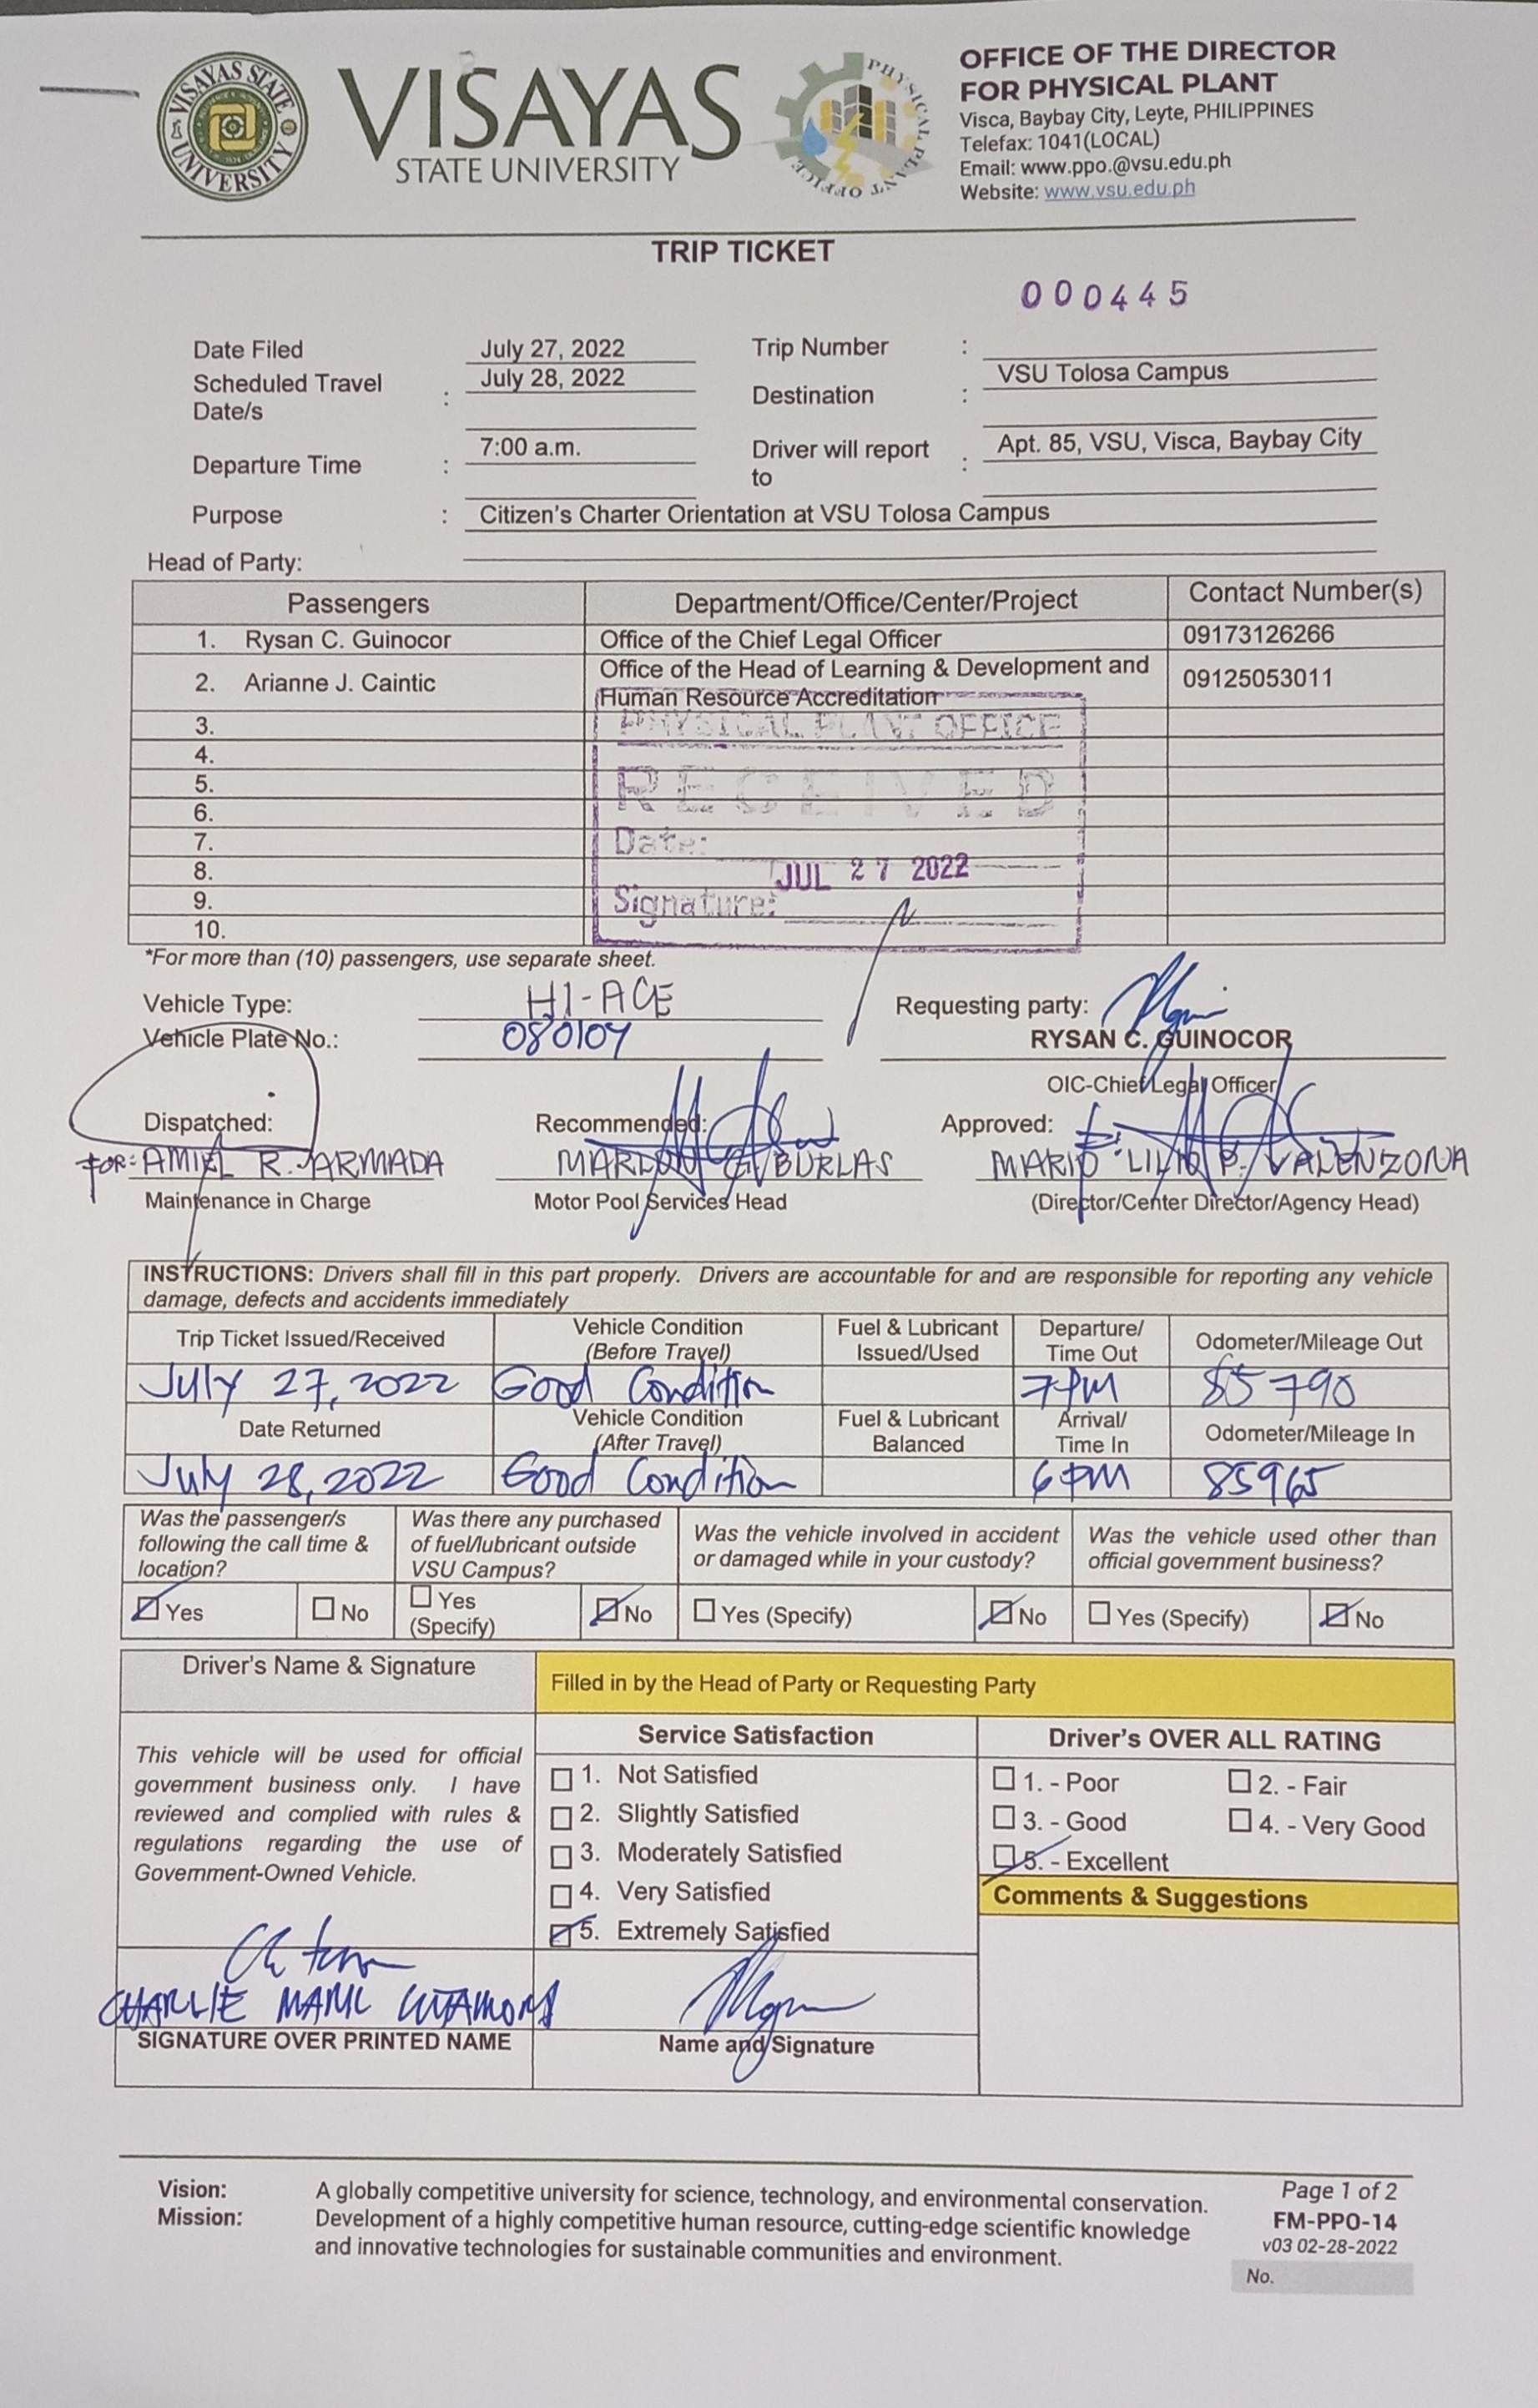 VISAYAS STATE UNIVERSITY
VISAYAS
STATE UNIVERSITY
PHYSICAL PLANT OFFICE
OFFICE OF THE DIRECTOR
FOR PHYSICAL PLANT
Visca, Baybay City, Leyte, PHILIPPINES
Telefax: 1041(LOCAL)
Email: www.ppo.@vsu.edu.ph
Website: www.vsu.edu.ph
TRIP TICKET
000445
Date Filed July 27, 2022 Trip Number :
Scheduled Travel Date/s : July 28, 2022 Destination : VSU Tolosa Campus
Departure Time : 7:00 a.m. Driver will report to : Apt. 85, VSU, Visca, Baybay City
Purpose : Citizen's Charter Orientation at VSU Tolosa Campus
Head of Party:
Passengers Department/Office/Center/Project Contact Number(s)
1. Rysan C. Guinocor Office of the Chief Legal Officer 09173126266
2. Arianne J. Caintic Office of the Head of Learning & Development and Human Resource Accreditation 09125053011
3.
4.
5.
6.
7.
8.
9.
10.
PHYSICAL PLANT OFFICE
RECEIVED
Date: JUL 27 2022
Signature:
*For more than (10) passengers, use separate sheet.
Vehicle Type: HI-ACE Requesting party:
Vehicle Plate No.: 080104 RYSAN C. GUINOCOR
OIC-Chief Legal Officer
Dispatched: Recommended: Approved:
FOR: AMIEL R. ARMADA MARLON G. BURLAS MARIO LILIO P. VALENZONA
Maintenance in Charge Motor Pool Services Head (Director/Center Director/Agency Head)
INSTRUCTIONS: Drivers shall fill in this part properly. Drivers are accountable for and are responsible for reporting any vehicle
damage, defects and accidents immediately
Trip Ticket Issued/Received Vehicle Condition (Before Travel) Fuel & Lubricant Issued/Used Departure/ Time Out Odometer/Mileage Out
July 27, 2022 Good Condition 7PM 85790
Date Returned Vehicle Condition (After Travel) Fuel & Lubricant Balanced Arrival/ Time In Odometer/Mileage In
July 28, 2022 Good Condition 6PM 85965
Was the passenger/s following the call time & location? Was there any purchased of fuel/lubricant outside VSU Campus? Was the vehicle involved in accident or damaged while in your custody? Was the vehicle used other than official government business?
Yes No Yes (Specify) No Yes (Specify) No Yes (Specify) No
Driver's Name & Signature Filled in by the Head of Party or Requesting Party
Service Satisfaction Driver's OVER ALL RATING
This vehicle will be used for official
government business only. I have
reviewed and complied with rules &
regulations regarding the use of
Government-Owned Vehicle.
1. Not Satisfied
2. Slightly Satisfied
3. Moderately Satisfied
4. Very Satisfied
5. Extremely Satisfied
1. - Poor 2. - Fair
3. - Good 4. - Very Good
5. - Excellent
Comments & Suggestions
CHARLIE MARK
SIGNATURE OVER PRINTED NAME Name and Signature
Vision: A globally competitive university for science, technology, and environmental conservation.
Mission: Development of a highly competitive human resource, cutting-edge scientific knowledge
and innovative technologies for sustainable communities and environment.
Page 1 of 2
FM-PPO-14
v03 02-28-2022
No.